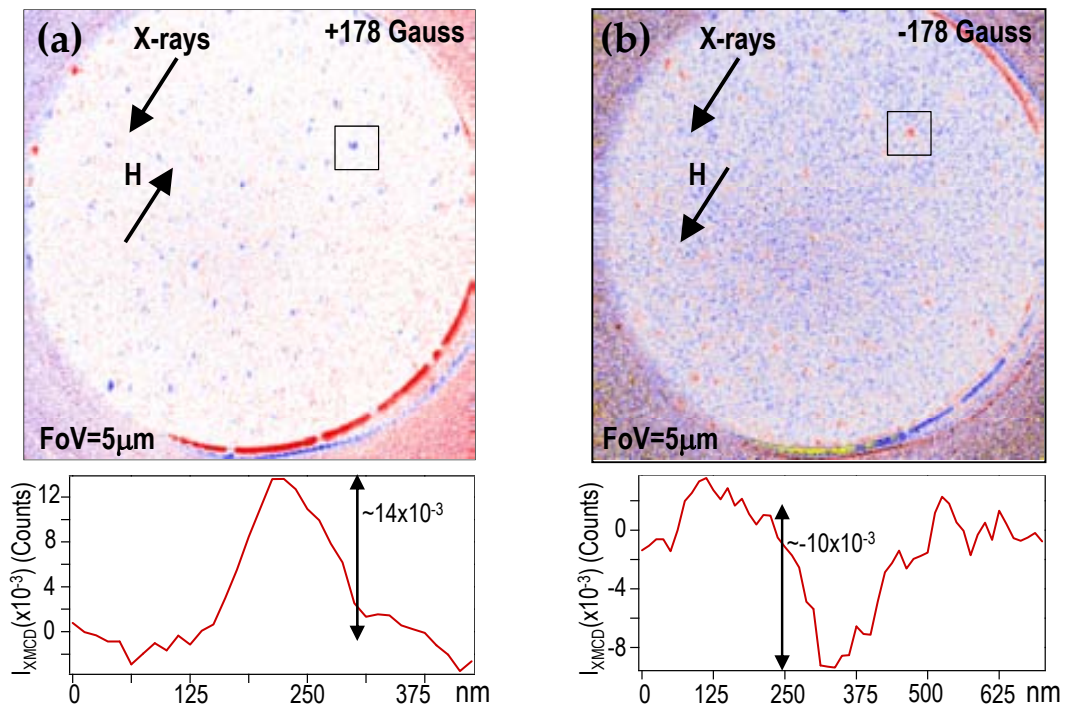 (a)
X-rays
+178 Gauss
H
FoV=5μm
(b)
X-rays
-178 Gauss
H
FoV=5μm
I_XMCD(x10^-3) (Counts)
12
8
4
0
~14x10^-3
0 125 250 375 nm
I_XMCD(x10^-3) (Counts)
0
-4
-8
~-10x10^-3
0 125 250 375 500 625 nm